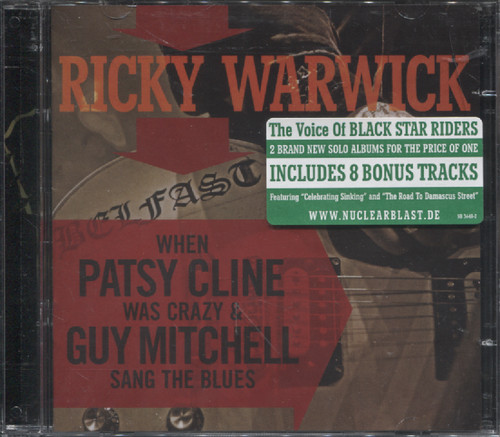 RICKY WARWICK
The Voice Of BLACK STAR RIDERS
2 BRAND NEW SOLO ALBUMS FOR THE PRICE OF ONE
INCLUDES 8 BONUS TRACKS
Featuring "Celebrating Sinking" and "The Road To Damascus Street"
WWW.NUCLEARBLAST.DE
BELFAST
WHEN
PATSY CLINE
WAS CRAZY &
GUY MITCHELL
SANG THE BLUES